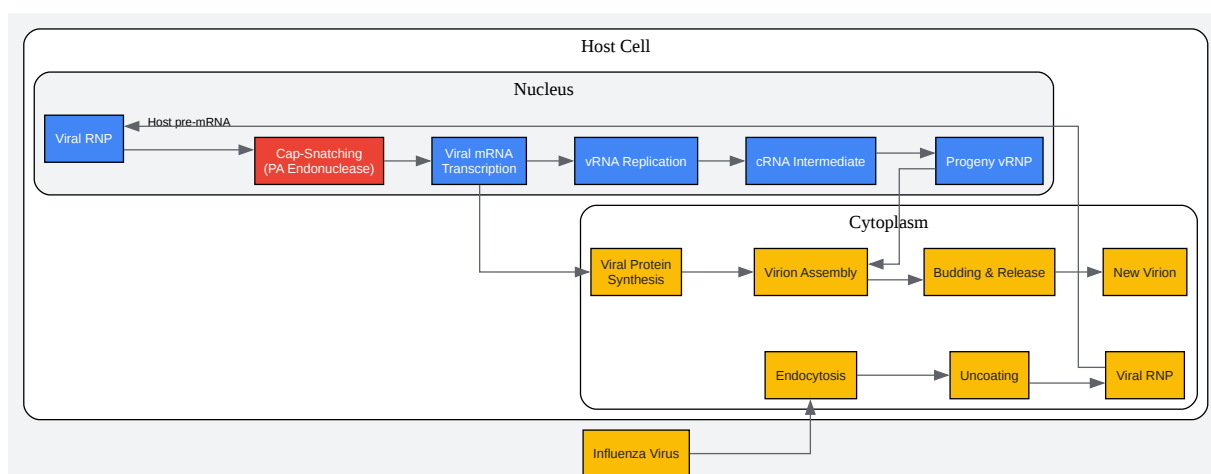 Host Cell
Nucleus
Viral RNP
Host pre-mRNA
Cap-Snatching
(PA Endonuclease)
Viral mRNA
Transcription
vRNA Replication
cRNA Intermediate
Progeny vRNP
Cytoplasm
Viral Protein
Synthesis
Virion Assembly
Budding & Release
New Virion
Endocytosis
Uncoating
Viral RNP
Influenza Virus